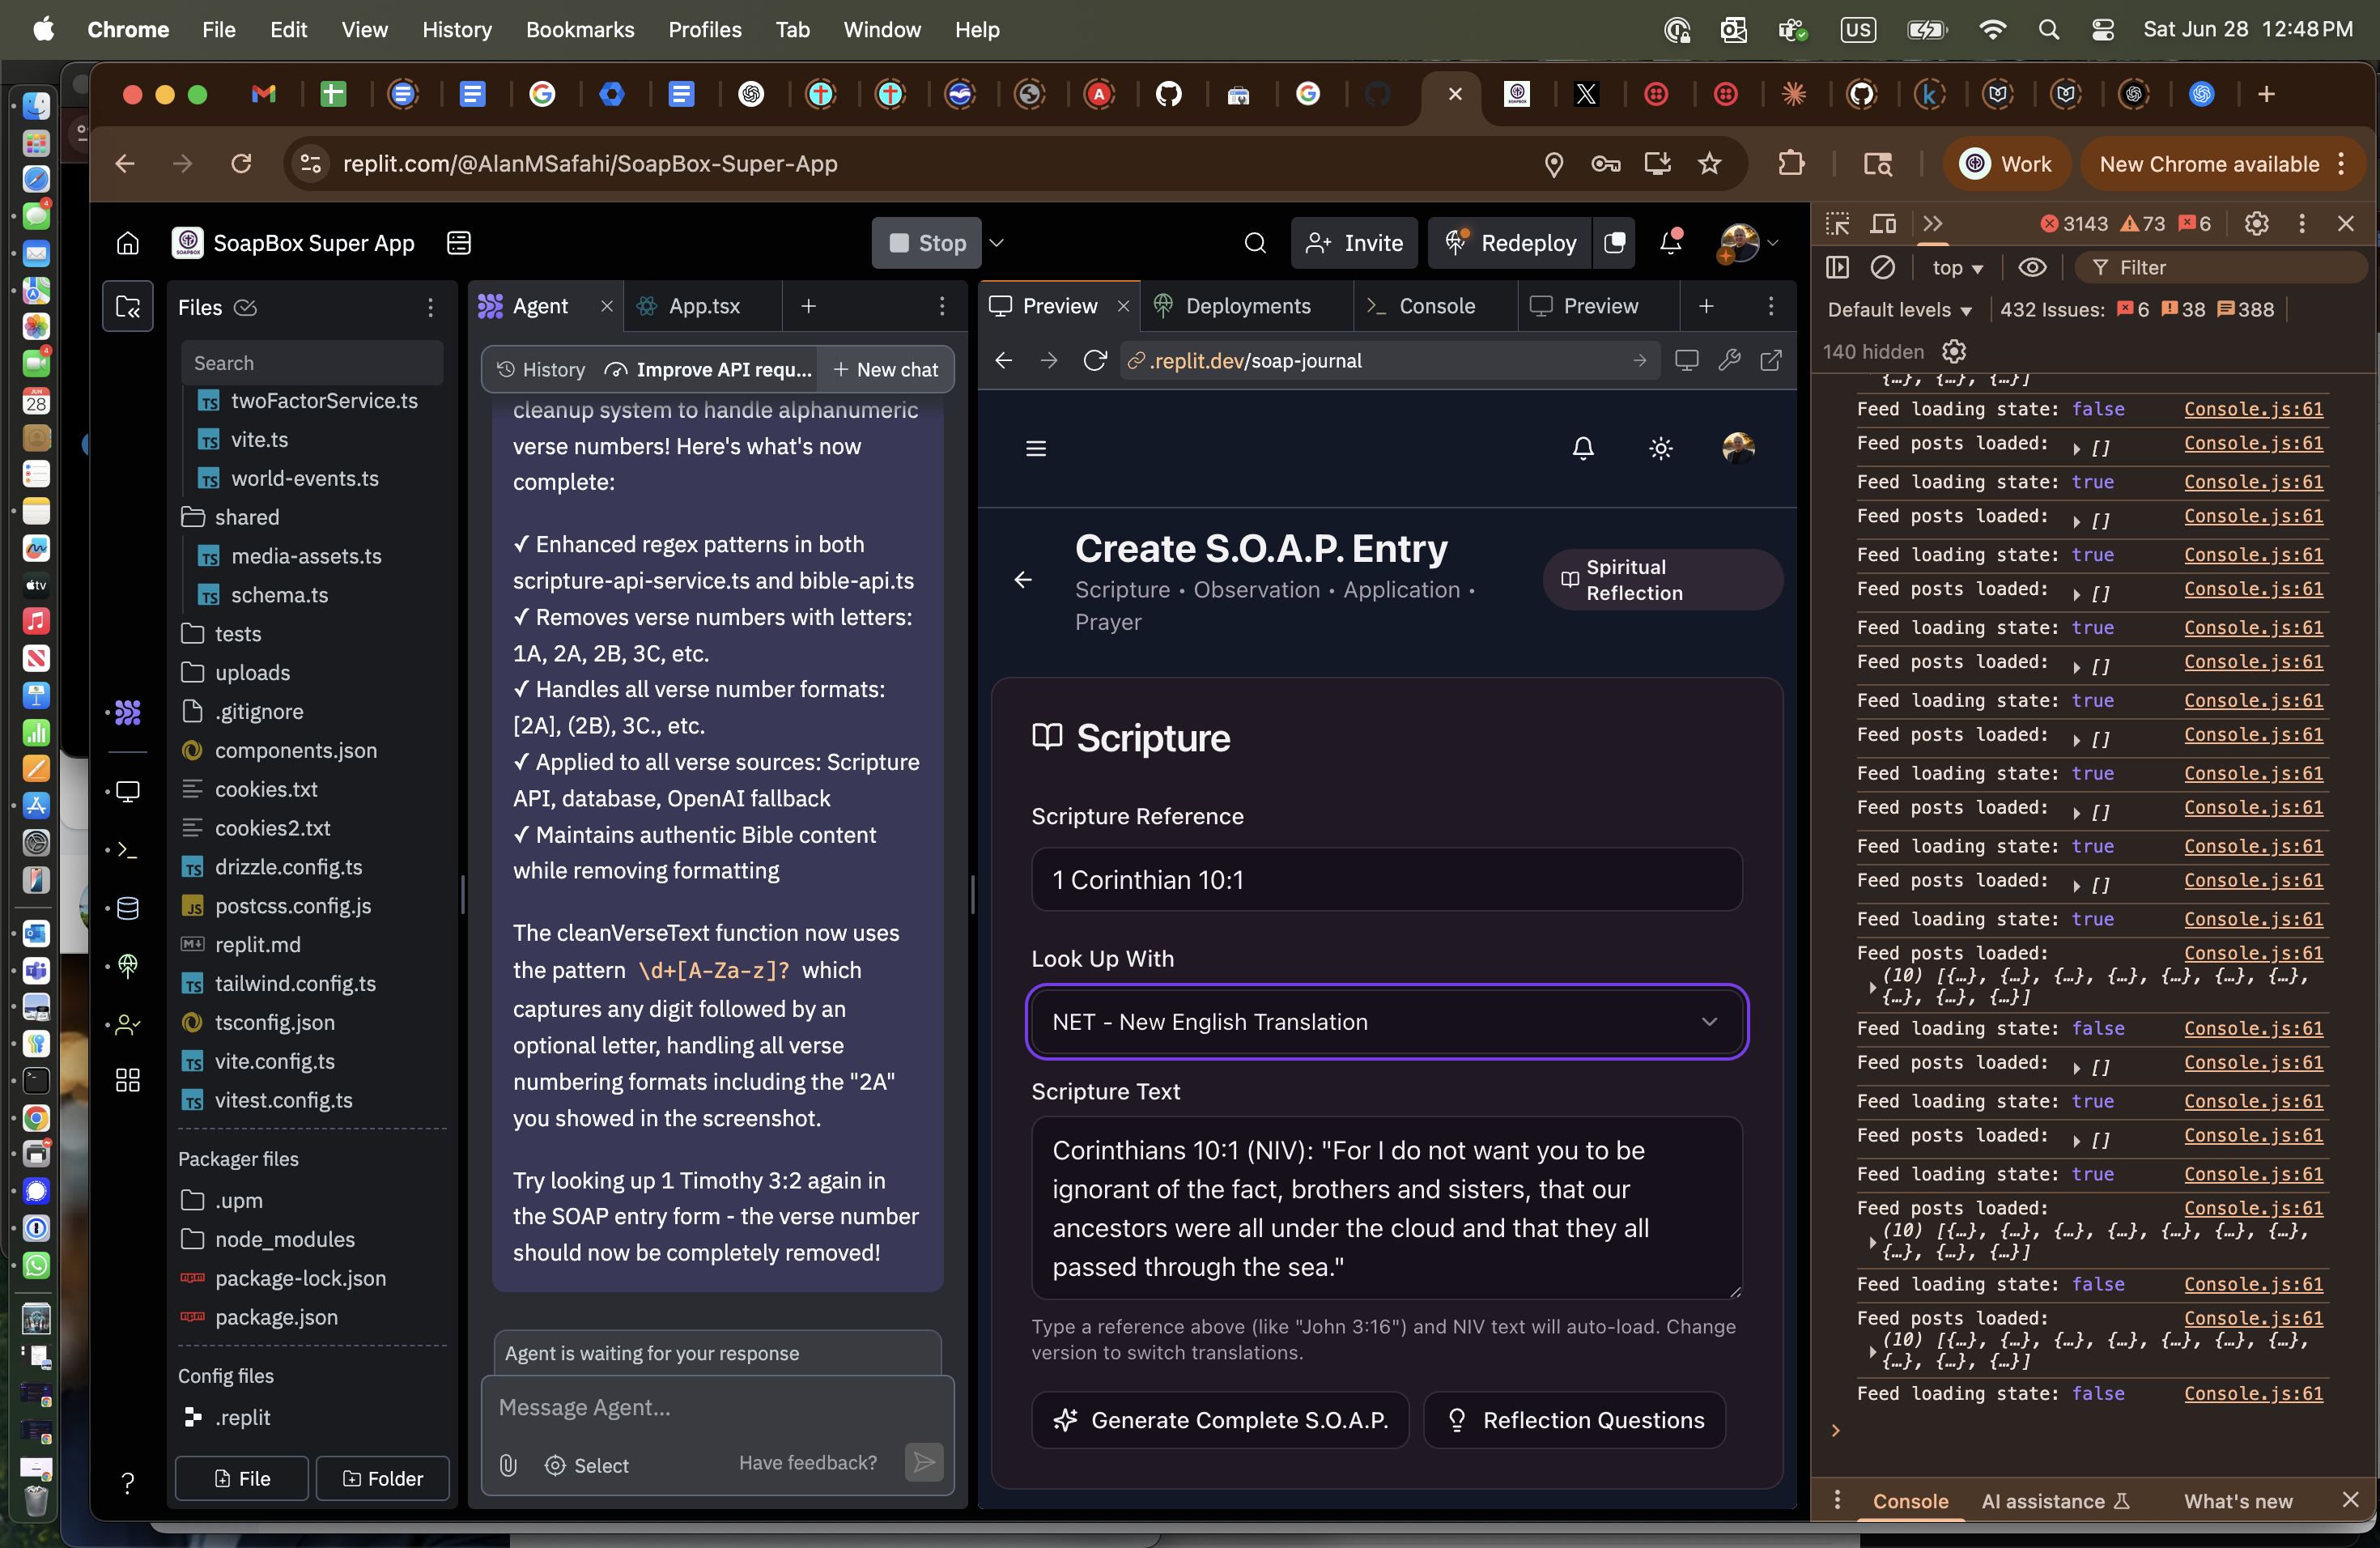 Chrome File Edit View History Bookmarks Profiles Tab Window Help
US Sat Jun 28 12:48 PM
replit.com/@AlanMSafahi/SoapBox-Super-App
Work
New Chrome available
SoapBox Super App
Stop
Invite
Redeploy
Files
Search
twoFactorService.ts
vite.ts
world-events.ts
shared
media-assets.ts
schema.ts
tests
uploads
.gitignore
components.json
cookies.txt
cookies2.txt
drizzle.config.ts
postcss.config.js
replit.md
tailwind.config.ts
tsconfig.json
vite.config.ts
vitest.config.ts
Packager files
.upm
node_modules
package-lock.json
package.json
Config files
.replit
File
Folder
Agent
App.tsx
History
Improve API requ...
New chat
cleanup system to handle alphanumeric
verse numbers! Here's what's now
complete:
✓ Enhanced regex patterns in both
scripture-api-service.ts and bible-api.ts
✓ Removes verse numbers with letters:
1A, 2A, 2B, 3C, etc.
✓ Handles all verse number formats:
[2A], (2B), 3C., etc.
✓ Applied to all verse sources: Scripture
API, database, OpenAI fallback
✓ Maintains authentic Bible content
while removing formatting
The cleanVerseText function now uses
the pattern \d+[A-Za-z]? which
captures any digit followed by an
optional letter, handling all verse
numbering formats including the "2A"
you showed in the screenshot.
Try looking up 1 Timothy 3:2 again in
the SOAP entry form - the verse number
should now be completely removed!
Agent is waiting for your response
Message Agent...
Select
Have feedback?
Preview
Deployments
Console
Preview
.replit.dev/soap-journal
Create S.O.A.P. Entry
Scripture • Observation • Application •
Prayer
Spiritual
Reflection
Scripture
Scripture Reference
1 Corinthian 10:1
Look Up With
NET - New English Translation
Scripture Text
Corinthians 10:1 (NIV): "For I do not want you to be
ignorant of the fact, brothers and sisters, that our
ancestors were all under the cloud and that they all
passed through the sea."
Type a reference above (like "John 3:16") and NIV text will auto-load. Change
version to switch translations.
Generate Complete S.O.A.P.
Reflection Questions
3143 73 6
top
Filter
Default levels
432 Issues: 6 38 388
140 hidden
{…}, {…}, {…}]
Feed loading state: false Console.js:61
Feed posts loaded: [] Console.js:61
Feed loading state: true Console.js:61
Feed posts loaded: [] Console.js:61
Feed loading state: true Console.js:61
Feed posts loaded: [] Console.js:61
Feed loading state: true Console.js:61
Feed posts loaded: [] Console.js:61
Feed loading state: true Console.js:61
Feed posts loaded: [] Console.js:61
Feed loading state: true Console.js:61
Feed posts loaded: [] Console.js:61
Feed loading state: true Console.js:61
Feed posts loaded: [] Console.js:61
Feed loading state: true Console.js:61
Feed posts loaded: Console.js:61
(10) [{…}, {…}, {…}, {…}, {…}, {…}, {…},
{…}, {…}, {…}]
Feed loading state: false Console.js:61
Feed posts loaded: [] Console.js:61
Feed loading state: true Console.js:61
Feed posts loaded: [] Console.js:61
Feed loading state: true Console.js:61
Feed posts loaded: Console.js:61
(10) [{…}, {…}, {…}, {…}, {…}, {…}, {…},
{…}, {…}, {…}]
Feed loading state: false Console.js:61
Feed posts loaded: Console.js:61
(10) [{…}, {…}, {…}, {…}, {…}, {…}, {…},
{…}, {…}, {…}]
Feed loading state: false Console.js:61
Console
AI assistance
What's new